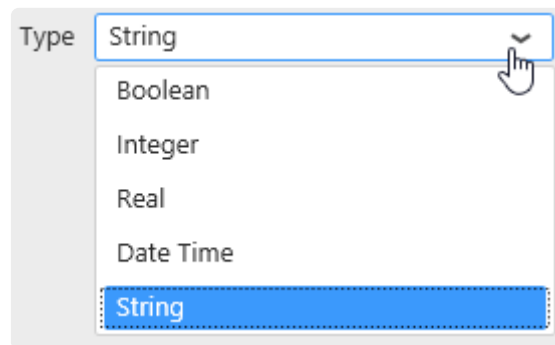 Type String
Boolean
Integer
Real
Date Time
String